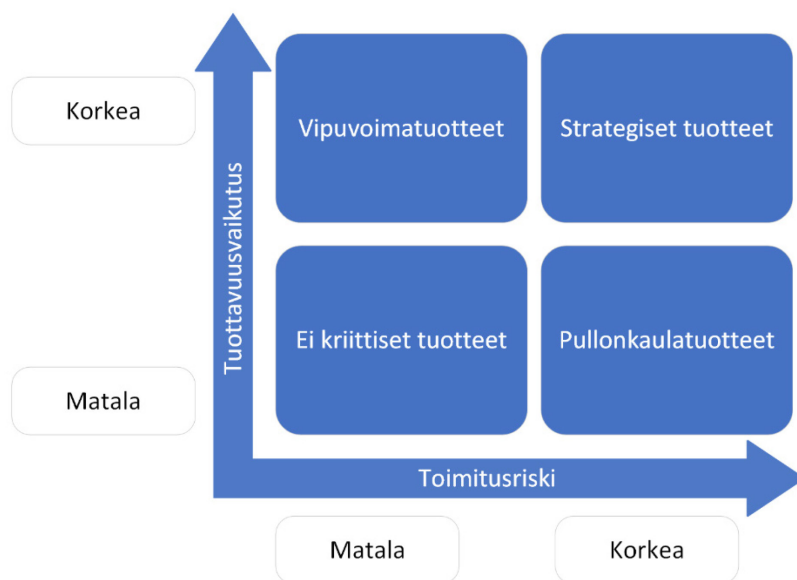 Korkea
Vipuvoimatuotteet
Strategiset tuotteet
Tuottavuusvaikutus
Ei kriittiset tuotteet
Pullonkaulatuotteet
Matala
Toimitusriski
Matala
Korkea